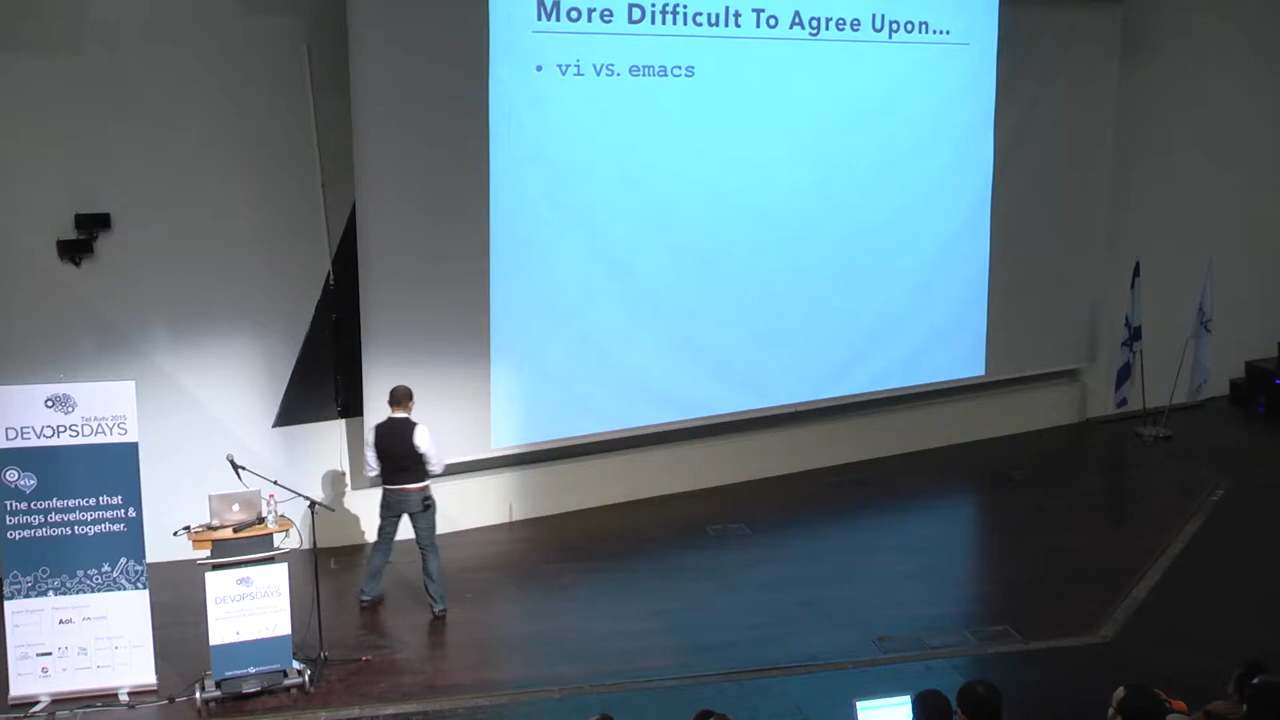 More Difficult To Agree Upon...
• vi vs. emacs
Tel Aviv 2015
DEVOPSDAYS
The conference that
brings development &
operations together.
Aol.
DEVOPSDAYS